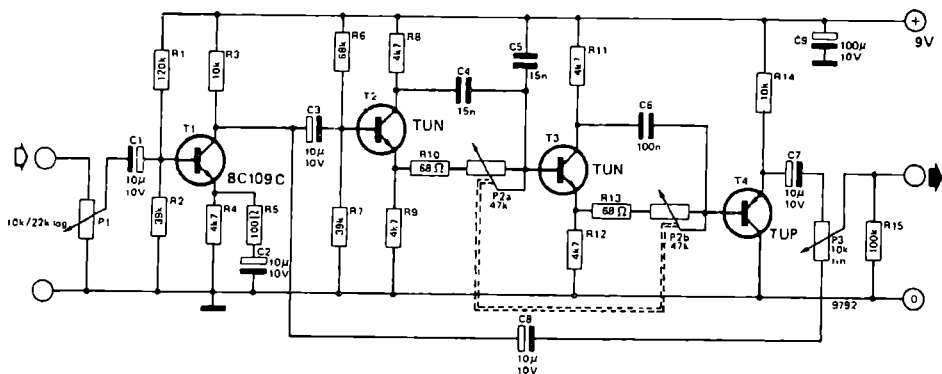 R1
120k
R3
10k
R6
68k
R8
4k7
C5
15n
R11
4k7
C9
100µ
10V
+
9V
R14
10k
C4
15n
C6
100n
T1
BC109C
C1
10µ
10V
C3
10µ
10V
T2
TUN
T3
TUN
R10
68Ω
P2a
47k
R13
68Ω
P2b
47k
T4
TUP
C7
10µ
10V
P1
10k/22k log
R2
39k
R4
4k7
R5
100Ω
C2
10µ
10V
R7
39k
R9
4k7
R12
4k7
P3
10k
lin
R15
100k
9792
0
C8
10µ
10V